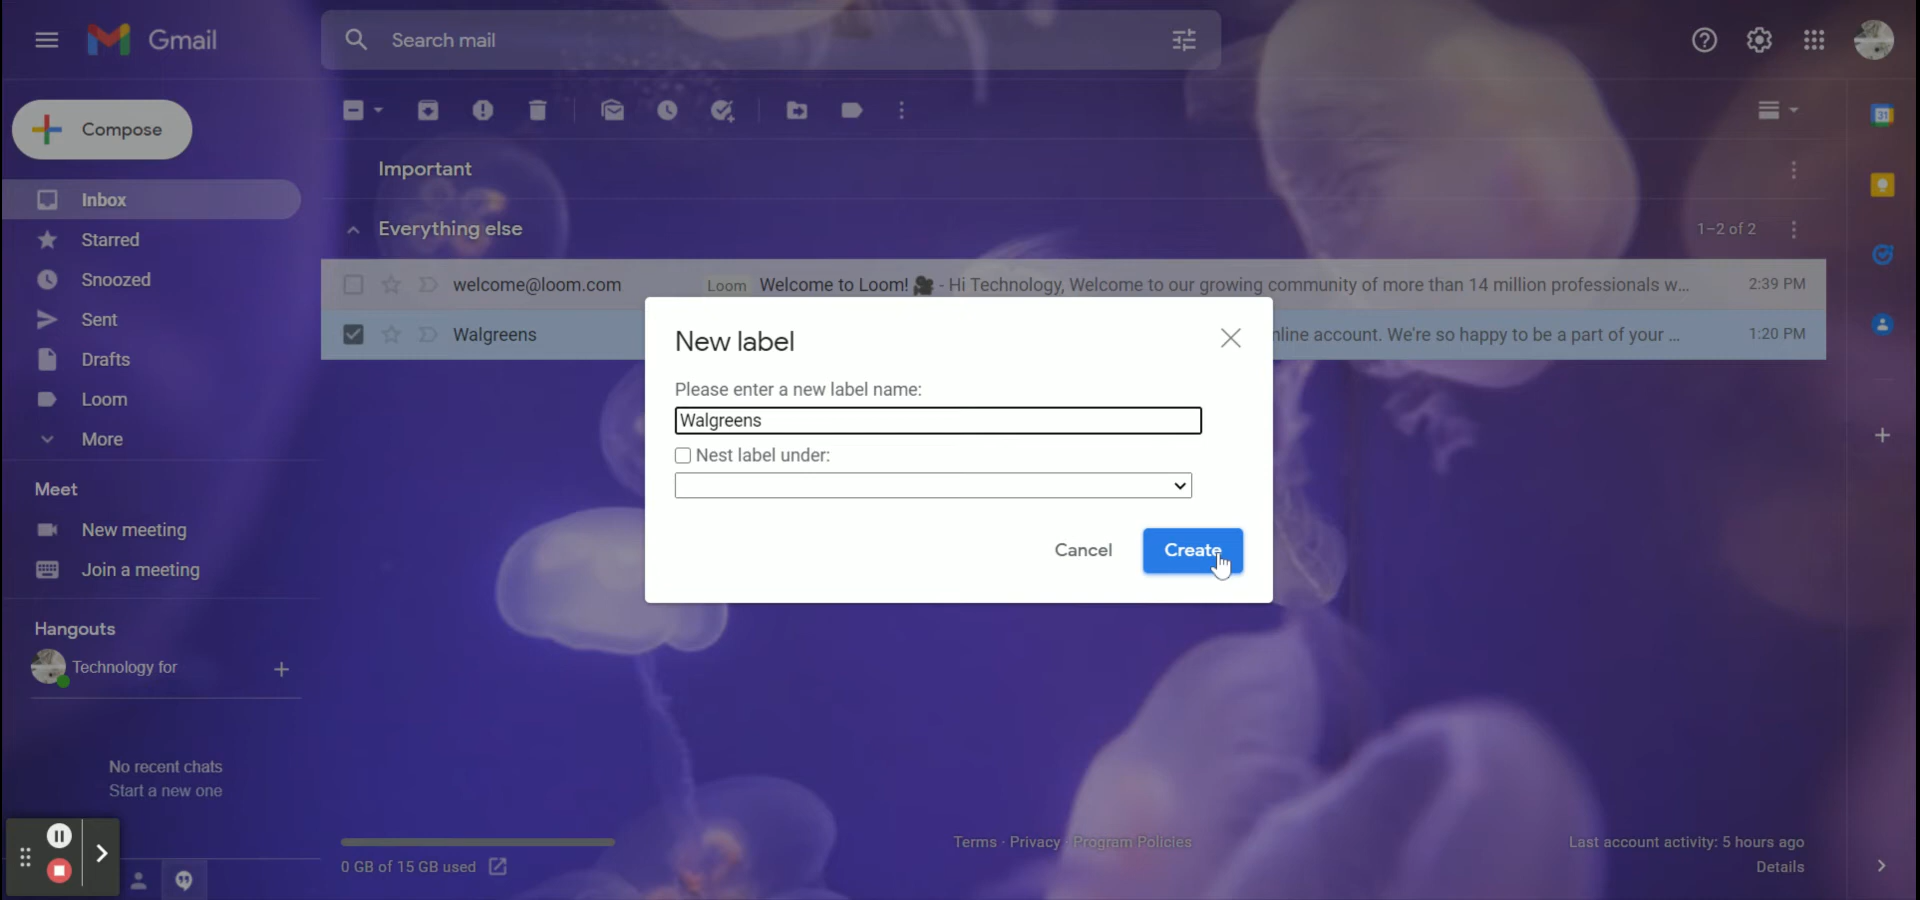 Gmail
Search mail
Compose
Important
Inbox
Everything else
1–2 of 2
Starred
Snoozed
welcome@loom.com Loom Welcome to Loom! 🎥 - Hi Technology, Welcome to our growing community of more than 14 million professionals w... 2:39 PM
Sent
Walgreens nline account. We're so happy to be a part of your ... 1:20 PM
Drafts
Loom
More
New label
Please enter a new label name:
Walgreens
Nest label under:
Cancel
Create
Meet
New meeting
Join a meeting
Hangouts
Technology for
No recent chats
Start a new one
0 GB of 15 GB used
Terms · Privacy · Program Policies
Last account activity: 5 hours ago
Details
31